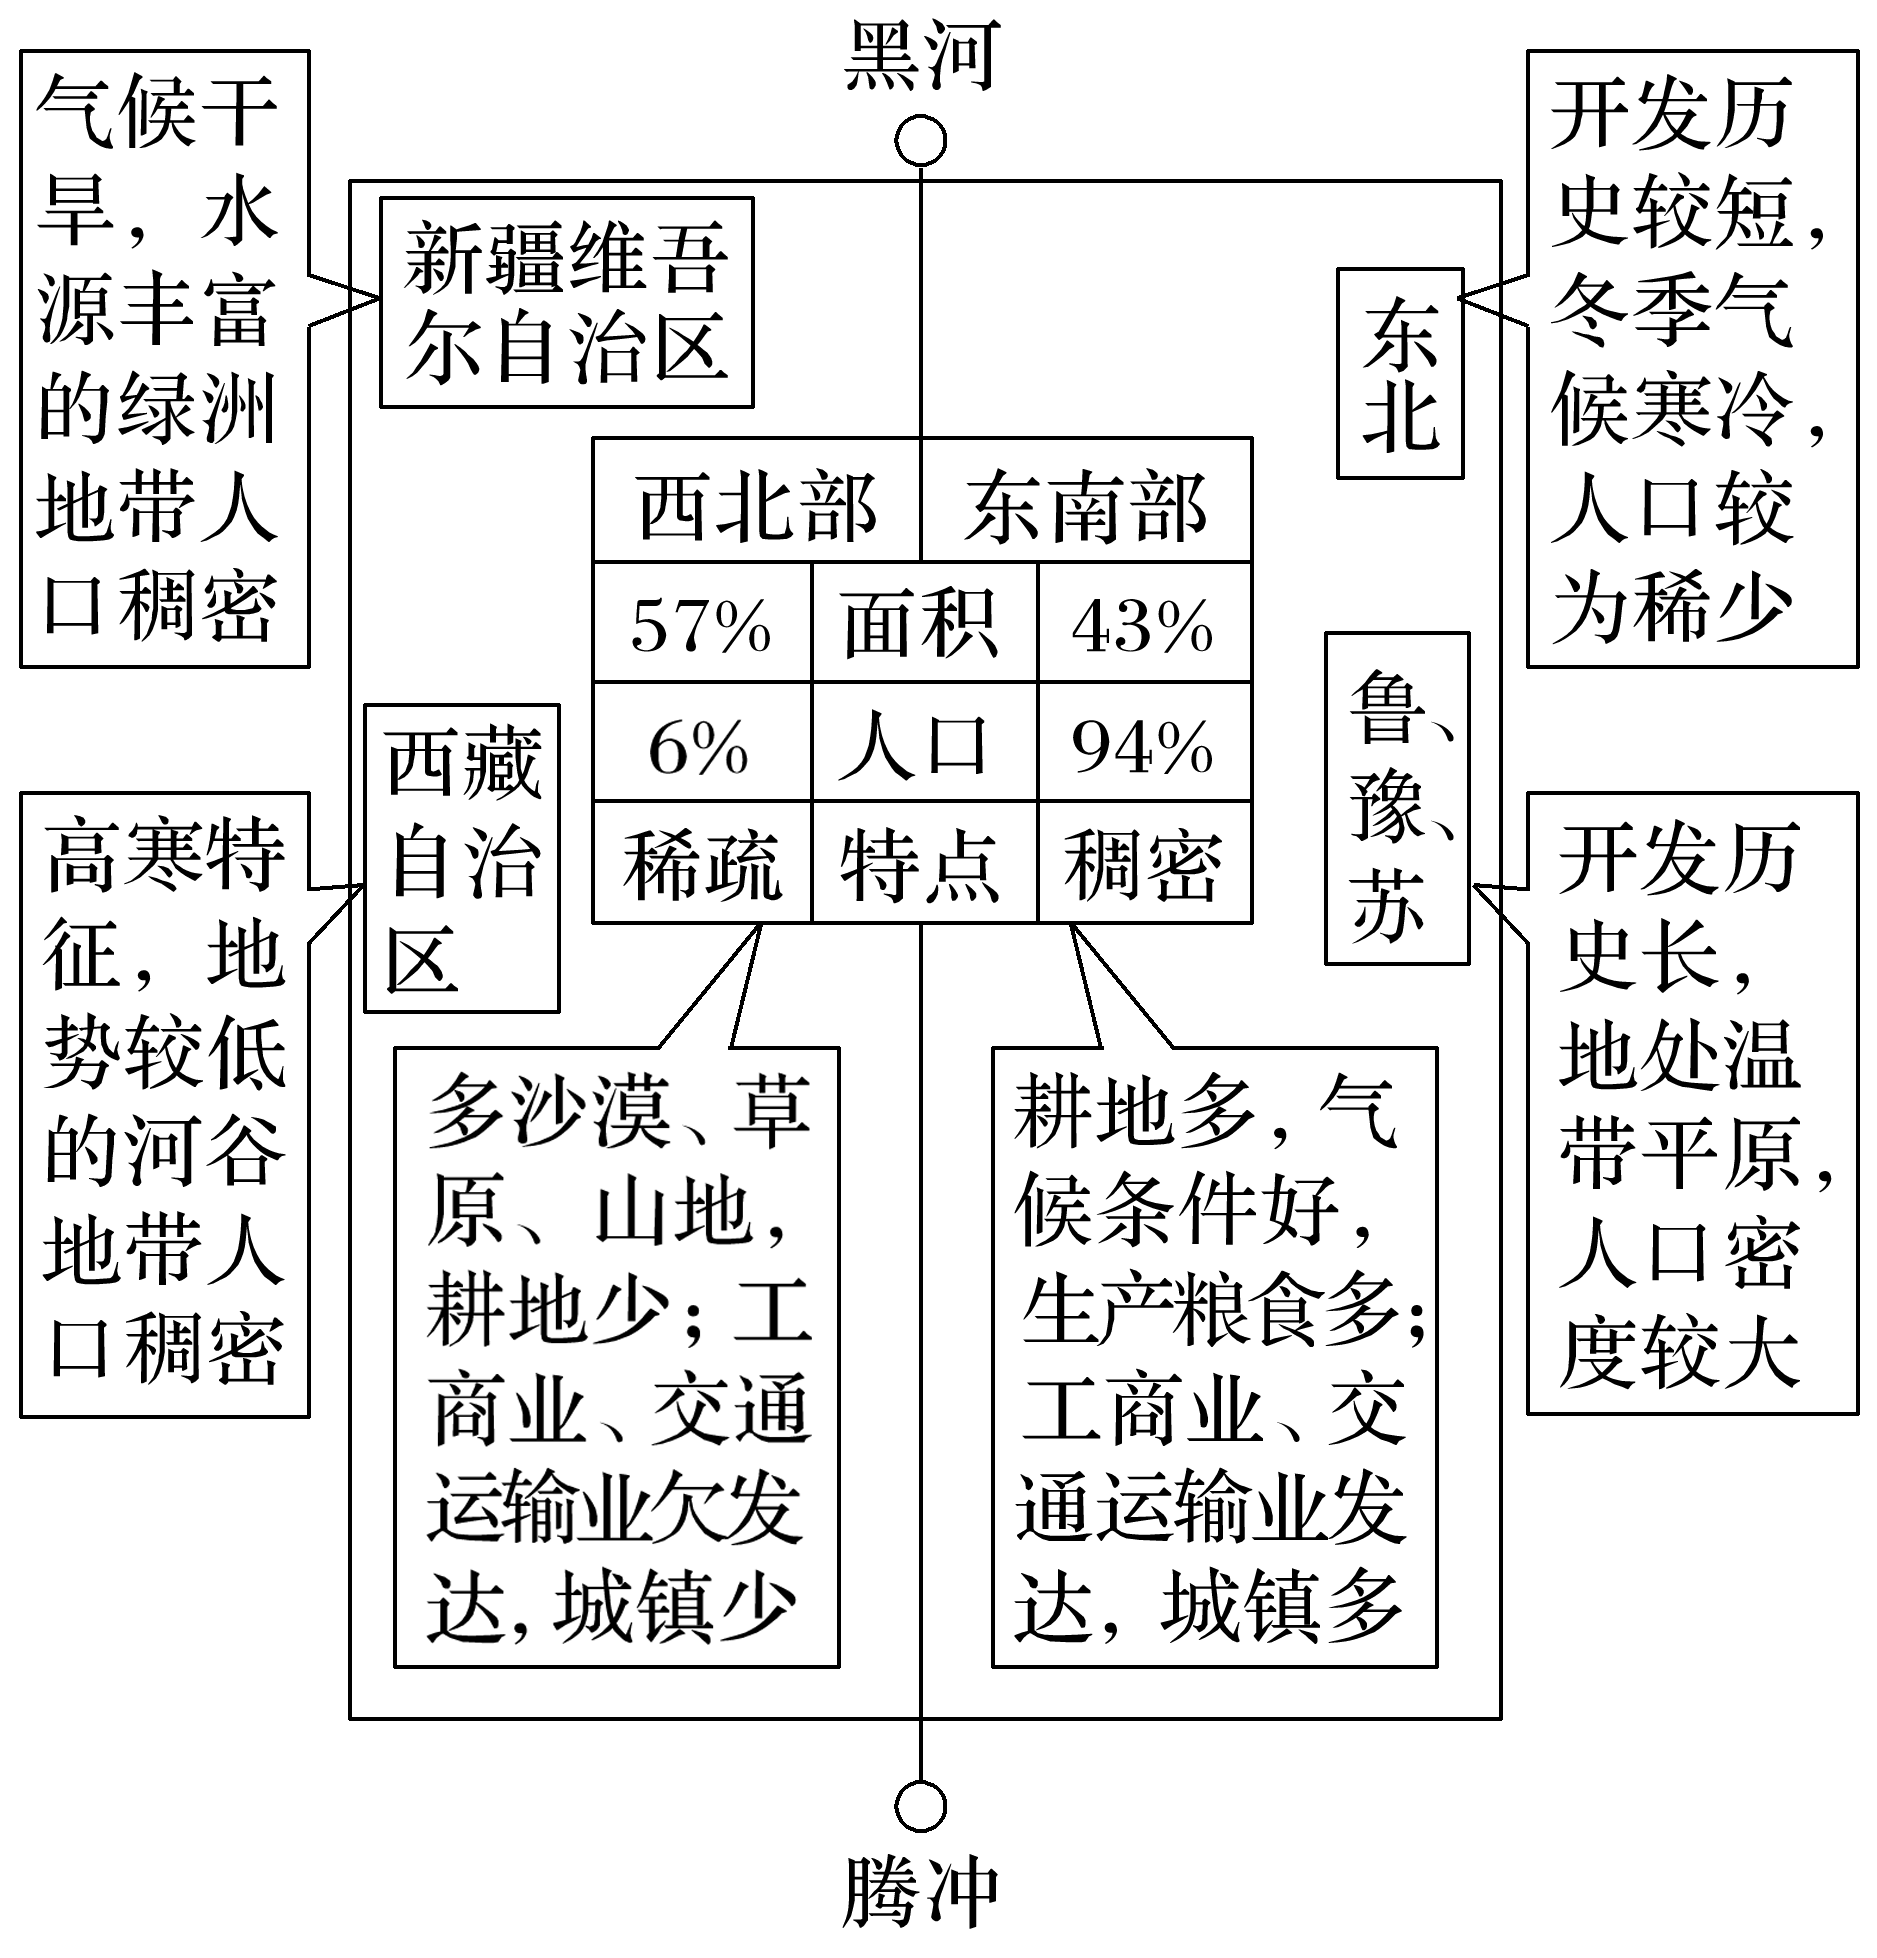 黑河
气候干
旱，水
源丰富
的绿洲
地带人
口稠密
新疆维吾
尔自治区
东
北
开发历
史较短，
冬季气
候寒冷，
人口较
为稀少
西北部 东南部
57% 面积 43%
6% 人口 94%
稀疏 特点 稠密
西藏
自治
区
鲁、
豫、
苏
高寒特
征，地
势较低
的河谷
地带人
口稠密
开发历
史长，
地处温
带平原，
人口密
度较大
多沙漠、草
原、山地，
耕地少；工
商业、交通
运输业欠发
达，城镇少
耕地多，气
候条件好，
生产粮食多；
工商业、交
通运输业发
达，城镇多
腾冲